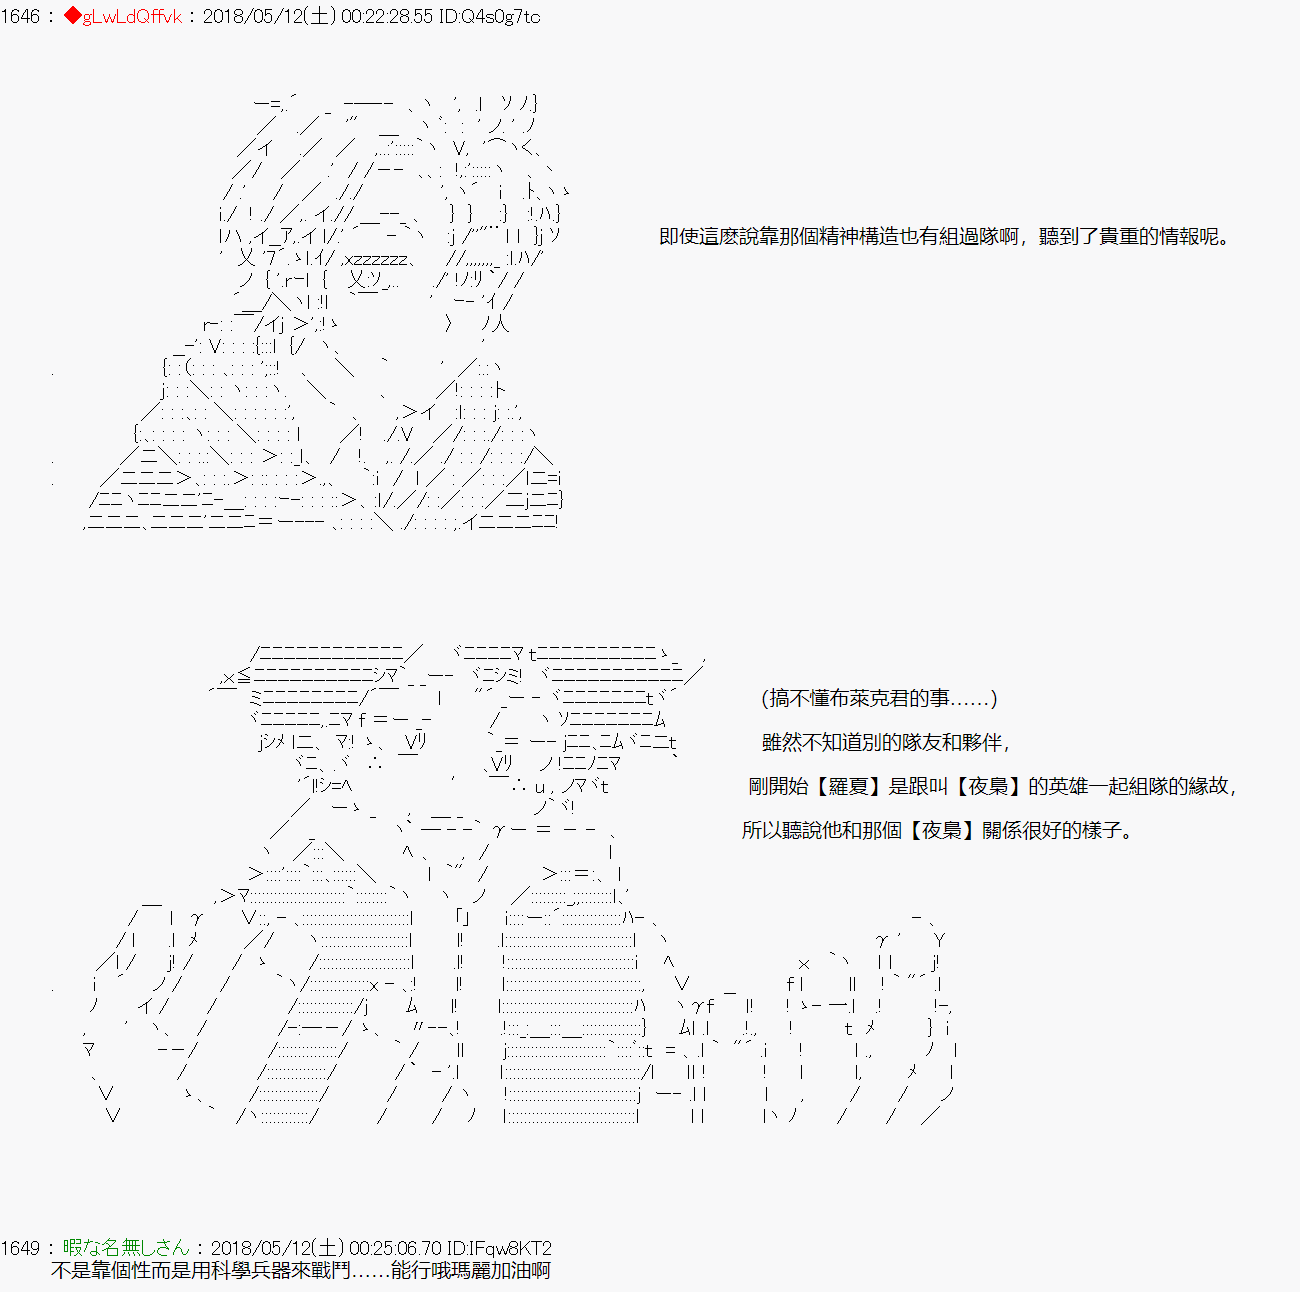 1646 : ◆gLwLdQffvk : 2018/05/12(土) 00:22:28.55 ID:Q4s0g7tc
即使這麼說靠那個精神構造也有組過隊啊，聽到了貴重的情報呢。
（搞不懂布萊克君的事……）
雖然不知道別的隊友和夥伴，
剛開始【羅夏】是跟叫【夜梟】的英雄一起組隊的緣故，
所以聽說他和那個【夜梟】關係很好的樣子。
1649 : 暇な名無しさん : 2018/05/12(土) 00:25:06.70 ID:IFqw8KT2
不是靠個性而是用科學兵器來戰鬥……能行哦瑪麗加油啊